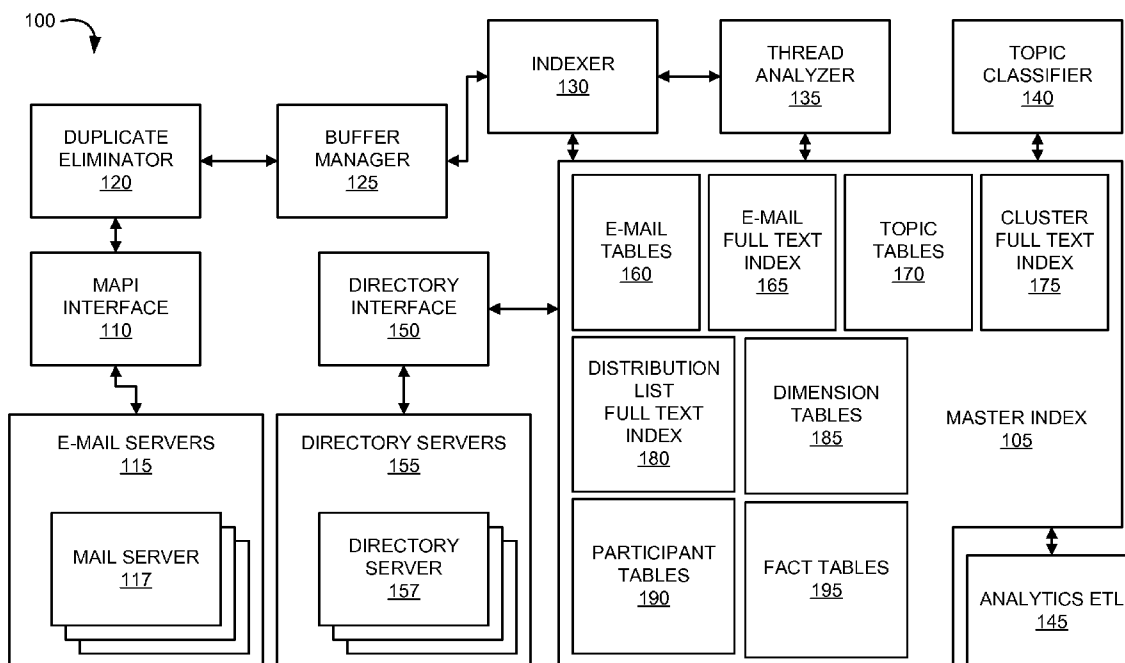 100
INDEXER
130
THREAD
ANALYZER
135
TOPIC
CLASSIFIER
140
DUPLICATE
ELIMINATOR
120
BUFFER
MANAGER
125
MAPI
INTERFACE
110
DIRECTORY
INTERFACE
150
E-MAIL
TABLES
160
E-MAIL
FULL TEXT
INDEX
165
TOPIC
TABLES
170
CLUSTER
FULL TEXT
INDEX
175
DISTRIBUTION
LIST
FULL TEXT
INDEX
180
DIMENSION
TABLES
185
MASTER INDEX
105
E-MAIL SERVERS
115
MAIL SERVER
117
DIRECTORY SERVERS
155
DIRECTORY
SERVER
157
PARTICIPANT
TABLES
190
FACT TABLES
195
ANALYTICS ETL
145